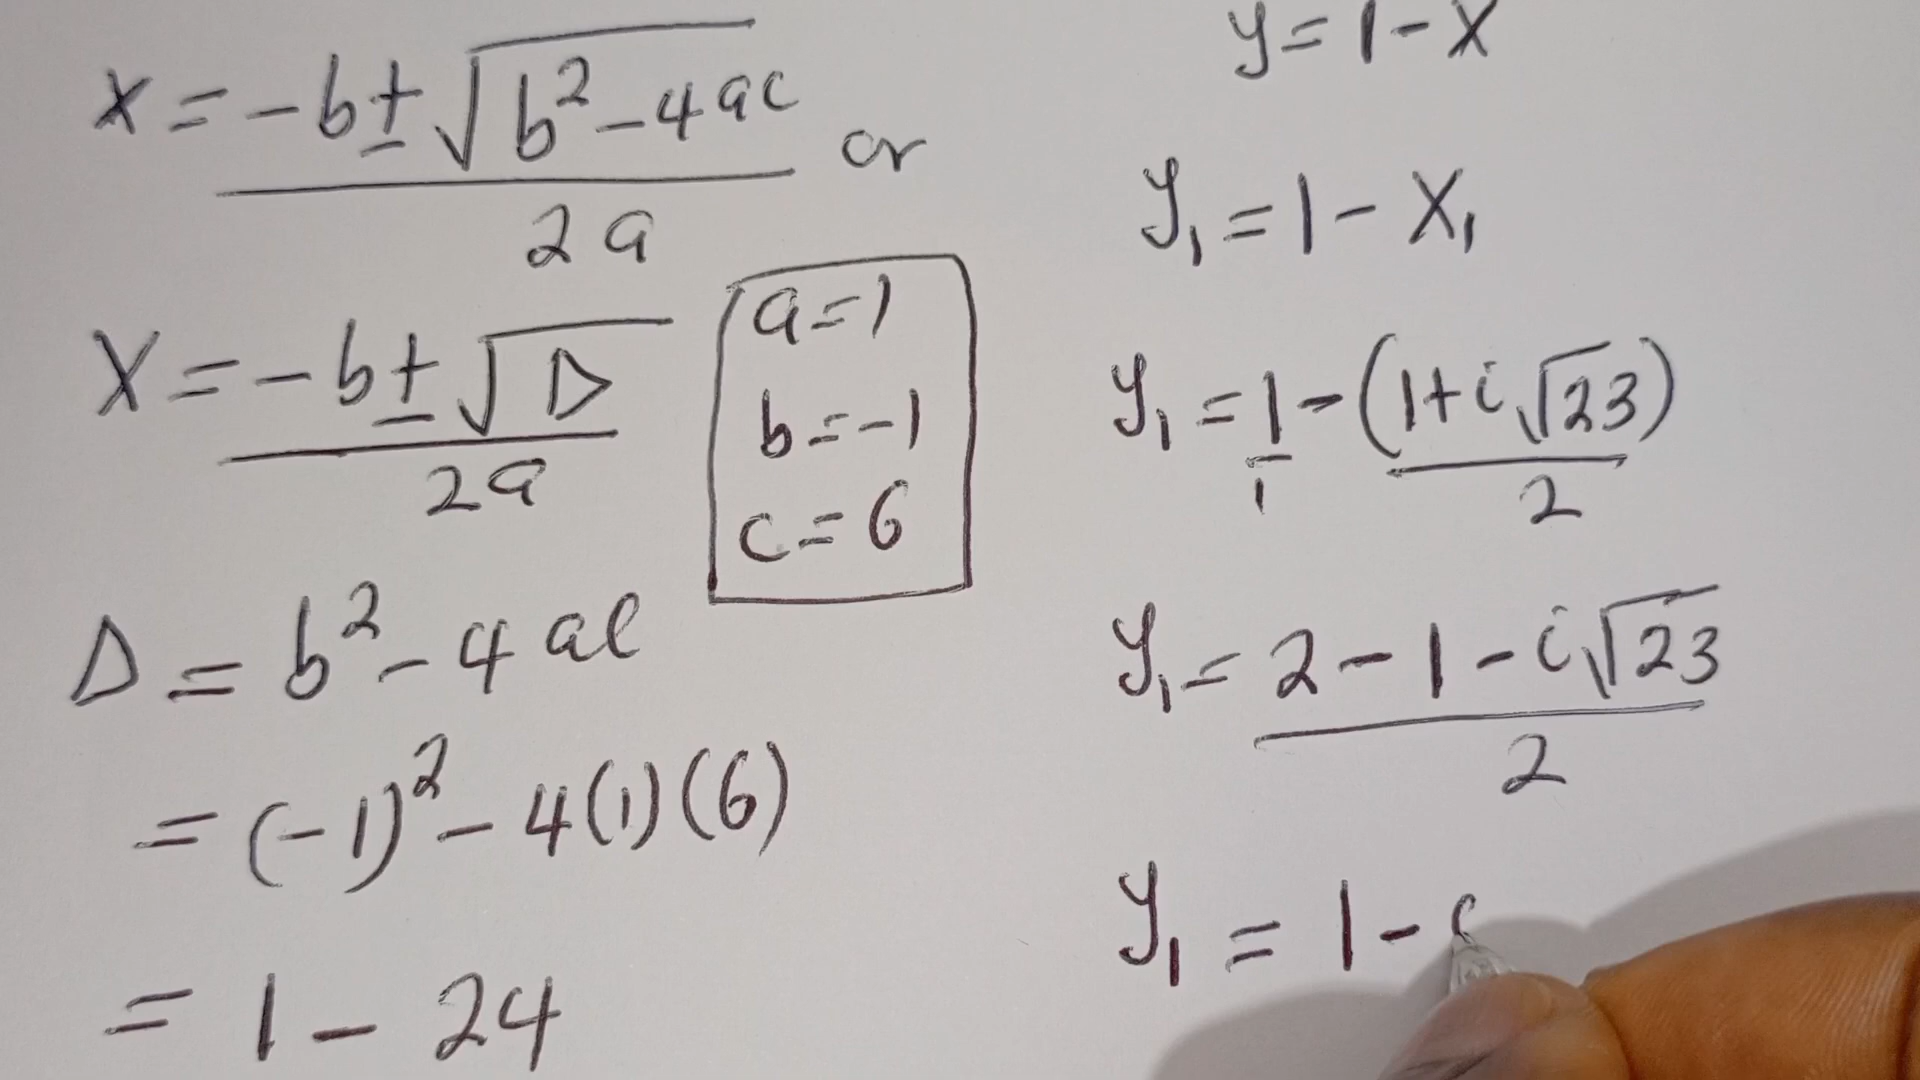 x = -b ± √(b² - 4ac) / 2a or
x = -b ± √D / 2a
a = 1
b = -1
c = 6
D = b² - 4ac
= (-1)² - 4(1)(6)
= 1 - 24
y = 1 - x
y₁ = 1 - x₁
y₁ = 1/1 - (1 + i√23)/2
y₁ = 2 - 1 - i√23 / 2
y₁ = 1 -